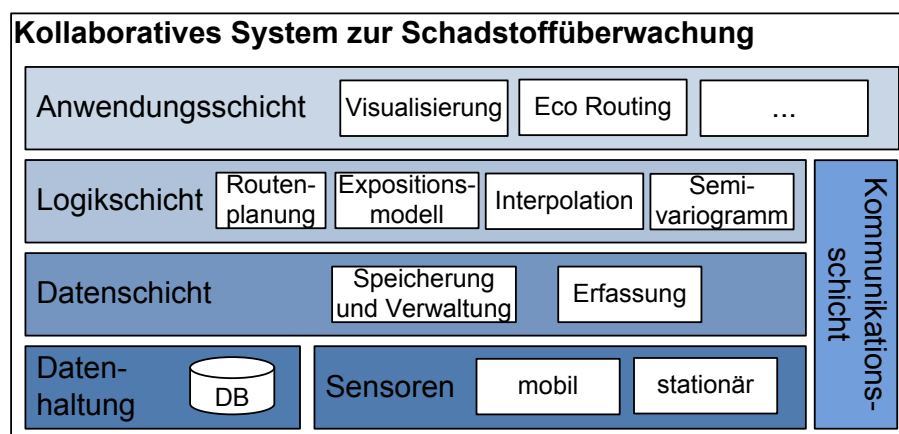 Kollaboratives System zur Schadstoffüberwachung
Anwendungsschicht
Visualisierung
Eco Routing
...
Logikschicht
Routen-
planung
Expositions-
modell
Interpolation
Semi-
variogramm
Kommunikations-
schicht
Datenschicht
Speicherung
und Verwaltung
Erfassung
Daten-
haltung
DB
Sensoren
mobil
stationär